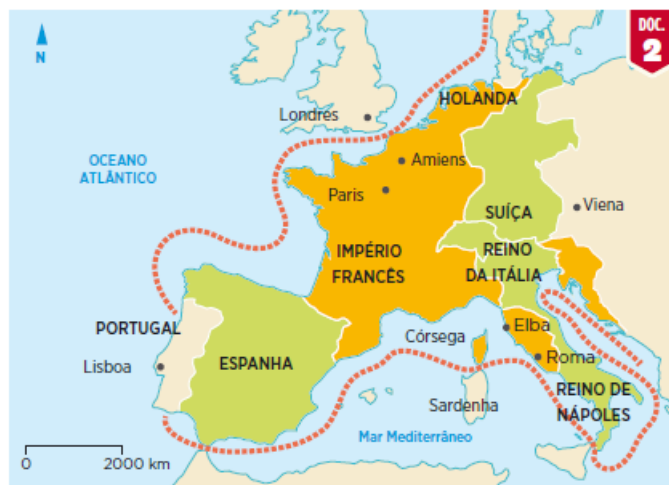 DOC.
2
N
HOLANDA
Londres
OCEANO
ATLÂNTICO
Amiens
Paris
SUÍÇA
Viena
IMPÉRIO
FRANCÊS
REINO
DA ITÁLIA
PORTUGAL
Córsega
Elba
Lisboa
ESPANHA
Roma
Sardenha
REINO DE
NÁPOLES
Mar Mediterrâneo
0
2000 km